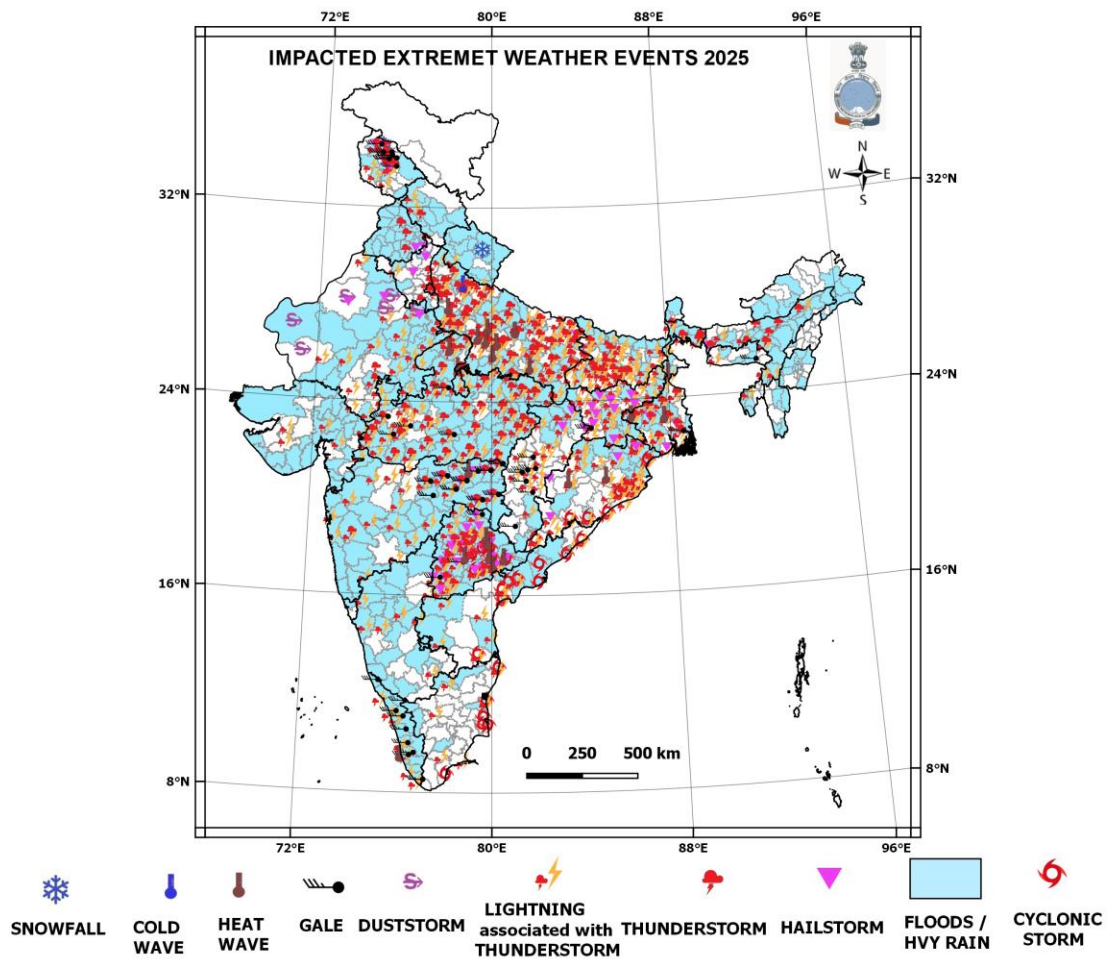 72°E 80°E 88°E 96°E
IMPACTED EXTREMET WEATHER EVENTS 2025
N
W E
S
32°N 32°N
24°N 24°N
16°N 16°N
0 250 500 km
8°N 8°N
72°E 80°E 88°E 96°E
SNOWFALL
COLD
WAVE
HEAT
WAVE
GALE
DUSTSTORM
LIGHTNING
associated with
THUNDERSTORM
THUNDERSTORM
HAILSTORM
FLOODS /
HVY RAIN
CYCLONIC
STORM